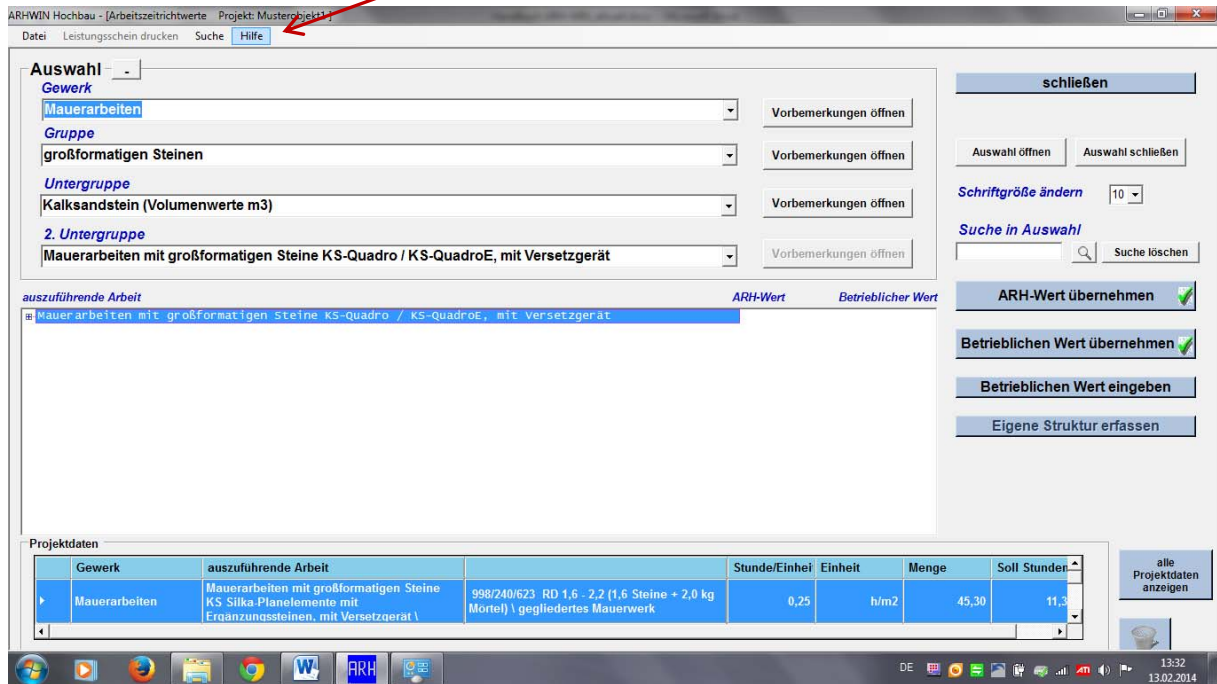 ARHWIN Hochbau - [Arbeitszeitrichtwerte Projekt: Musterobjekt1 ]
Datei Leistungsschein drucken Suche Hilfe
Auswahl -
Gewerk
Mauerarbeiten
Vorbemerkungen öffnen
Gruppe
großformatigen Steinen
Vorbemerkungen öffnen
Untergruppe
Kalksandstein (Volumenwerte m3)
Vorbemerkungen öffnen
2. Untergruppe
Mauerarbeiten mit großformatigen Steine KS-Quadro / KS-QuadroE, mit Versetzgerät
Vorbemerkungen öffnen
schließen
Auswahl öffnen Auswahl schließen
Schriftgröße ändern 10
Suche in Auswahl
Suche löschen
auszuführende Arbeit ARH-Wert Betrieblicher Wert
Mauerarbeiten mit großformatigen Steine KS-Quadro / KS-QuadroE, mit Versetzgerät
ARH-Wert übernehmen
Betrieblichen Wert übernehmen
Betrieblichen Wert eingeben
Eigene Struktur erfassen
Projektdaten
Gewerk auszuführende Arbeit Stunde/Einhei Einheit Menge Soll Stunden
Mauerarbeiten
Mauerarbeiten mit großformatigen Steine
KS Silka-Planelemente mit
Ergänzungssteinen, mit Versetzgerät \
998/240/623 RD 1,6 - 2,2 (1,6 Steine + 2,0 kg
Mörtel) \ gegliedertes Mauerwerk
0,25 h/m2 45,30 11,3
alle
Projektdaten
anzeigen
W ARH
DE
13:32
13.02.2014